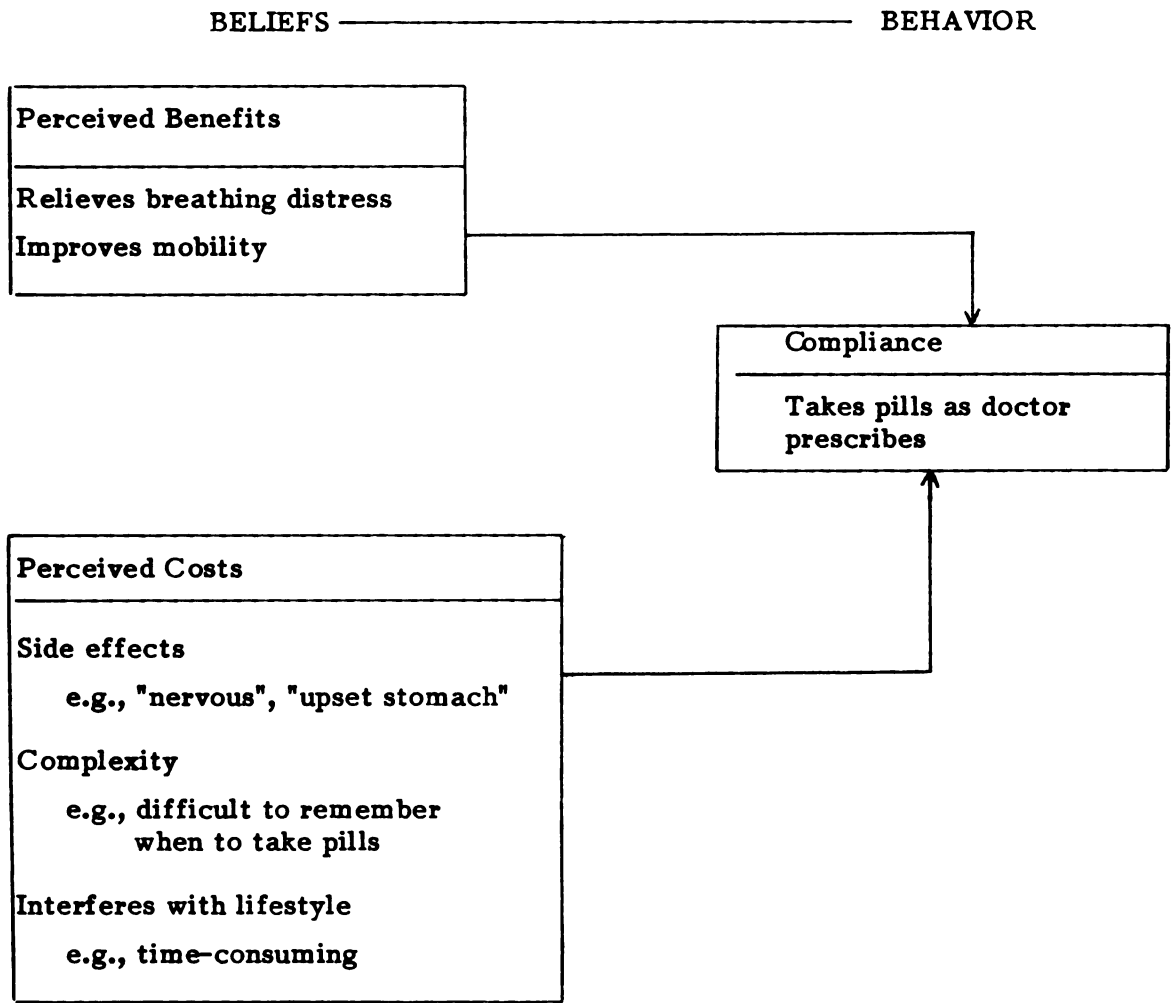 BELIEFS BEHAVIOR
Perceived Benefits
Relieves breathing distress
Improves mobility
Compliance
Takes pills as doctor
prescribes
Perceived Costs
Side effects
e.g., "nervous", "upset stomach"
Complexity
e.g., difficult to remember
when to take pills
Interferes with lifestyle
e.g., time-consuming